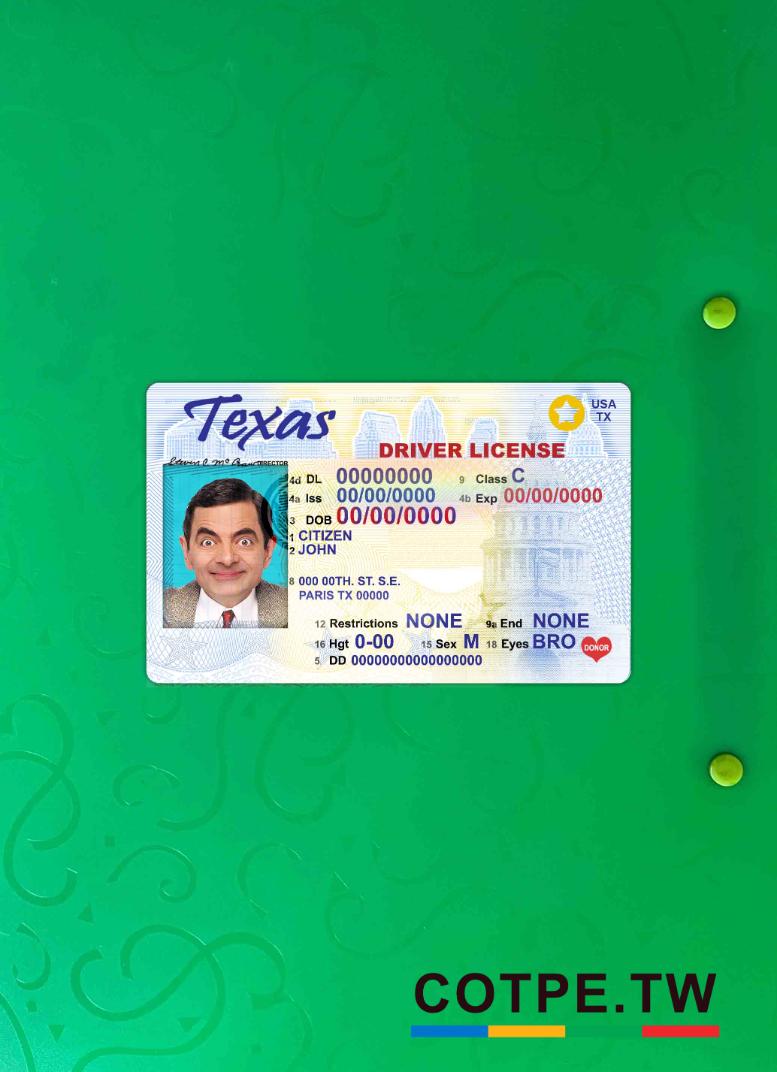 Texas
USA
TX
DRIVER LICENSE
DIRECTOR
4d DL 00000000 9 Class C
4a Iss 00/00/0000 4b Exp 00/00/0000
3 DOB 00/00/0000
1 CITIZEN
2 JOHN
8 000 00TH. ST. S.E.
PARIS TX 00000
12 Restrictions NONE 9a End NONE
16 Hgt 0-00 15 Sex M 18 Eyes BRO DONOR
5 DD 00000000000000000
COTPE.TW